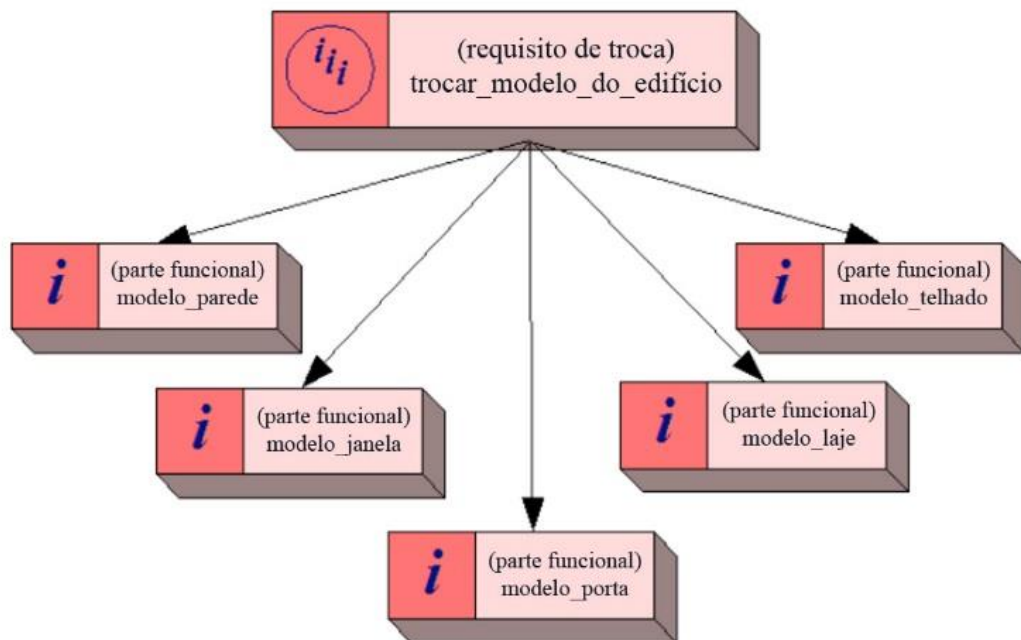 iii
(requisito de troca)
trocar_modelo_do_edifício
i
(parte funcional)
modelo_parede
i
(parte funcional)
modelo_telhado
i
(parte funcional)
modelo_janela
i
(parte funcional)
modelo_laje
i
(parte funcional)
modelo_porta